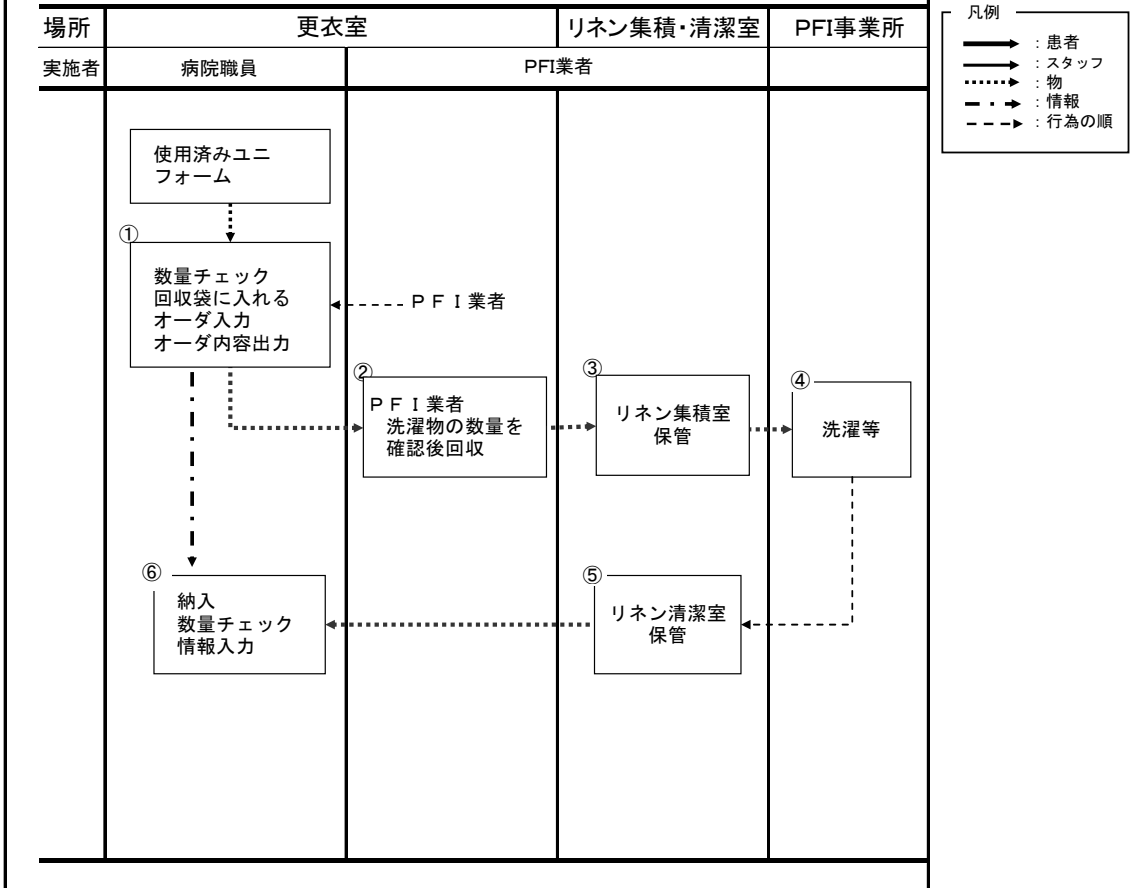 場所 更衣室 リネン集積・清潔室 PFI事業所
実施者 病院職員 PFI業者
使用済みユニ
フォーム
①
数量チェック
回収袋に入れる
オーダ入力
オーダ内容出力
ＰＦＩ業者
②
ＰＦＩ業者
洗濯物の数量を
確認後回収
③
リネン集積室
保管
④
洗濯等
⑤
リネン清潔室
保管
⑥
納入
数量チェック
情報入力
凡例
：患者
：スタッフ
：物
：情報
：行為の順